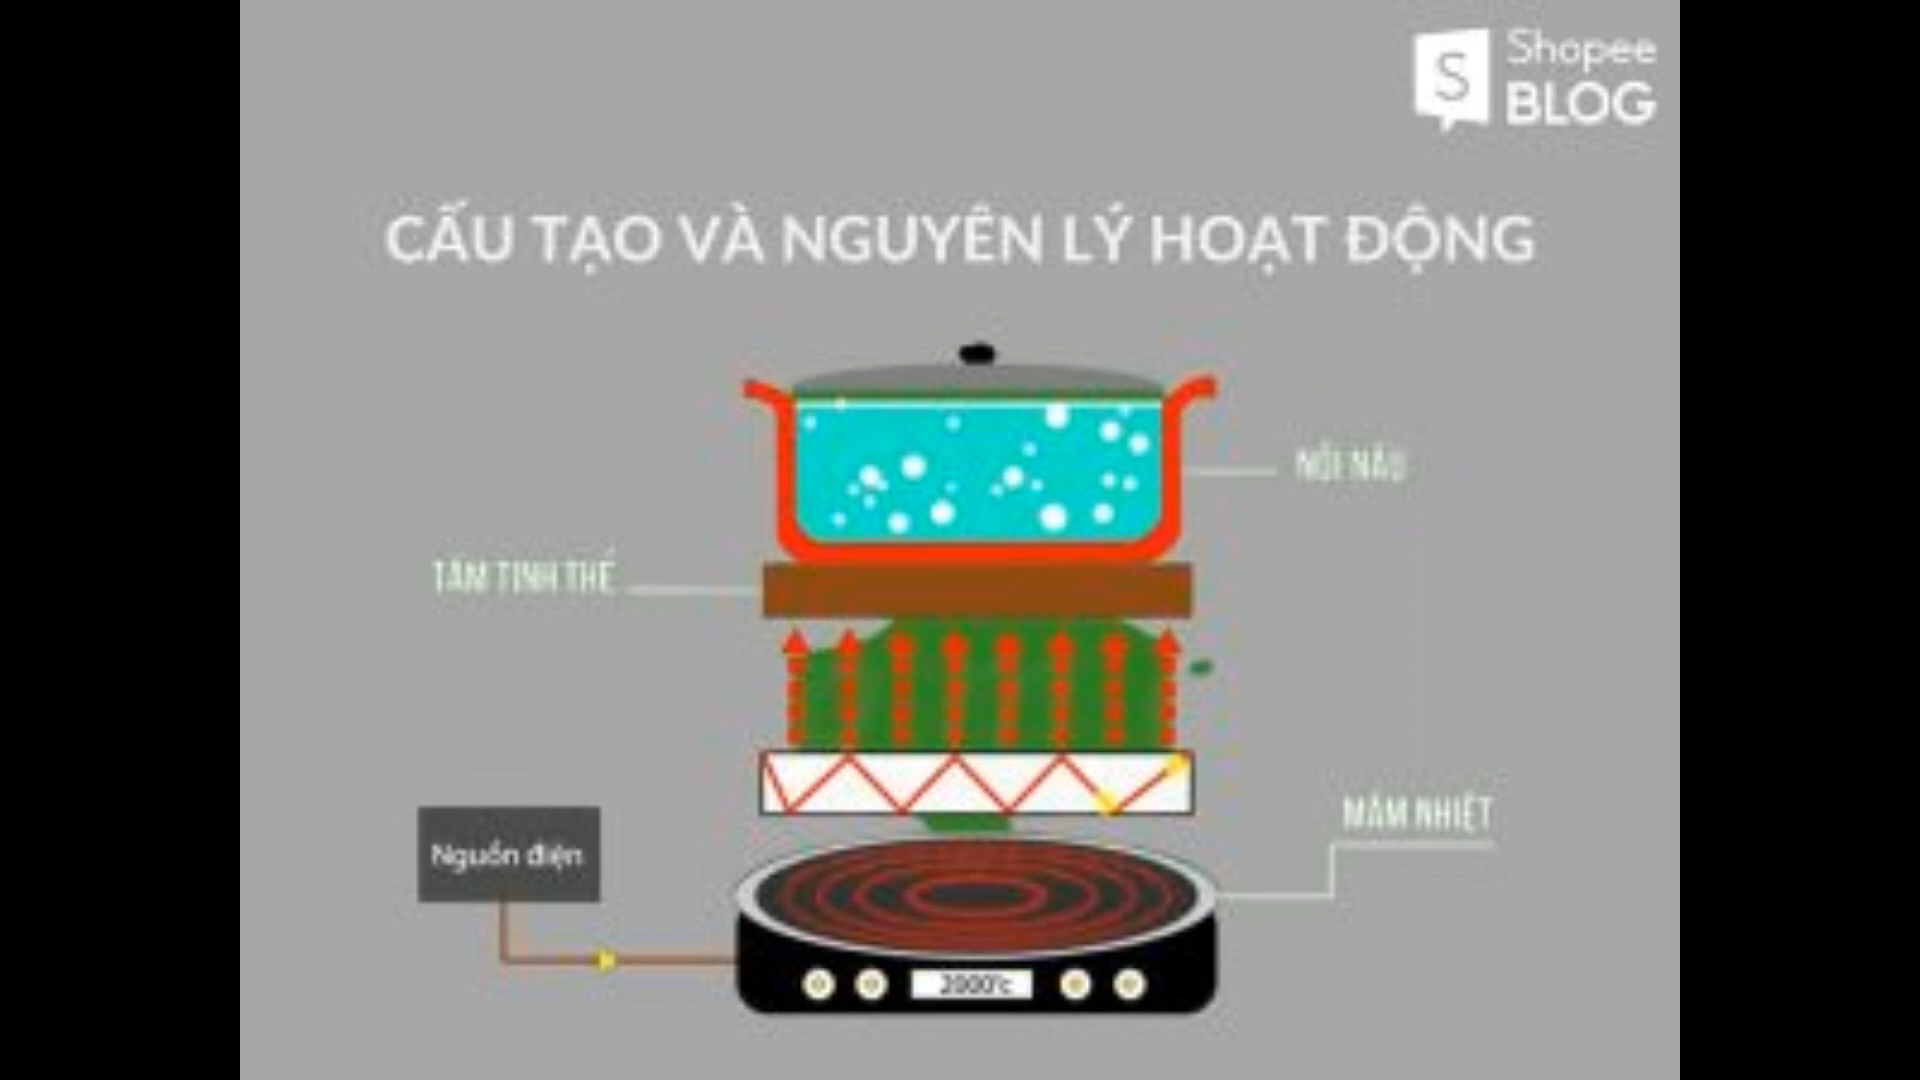 Shopee
BLOG
CẤU TẠO VÀ NGUYÊN LÝ HOẠT ĐỘNG
NỒI NẤU
TẤM TINH THỂ
MÂM NHIỆT
Nguồn điện
2000°c